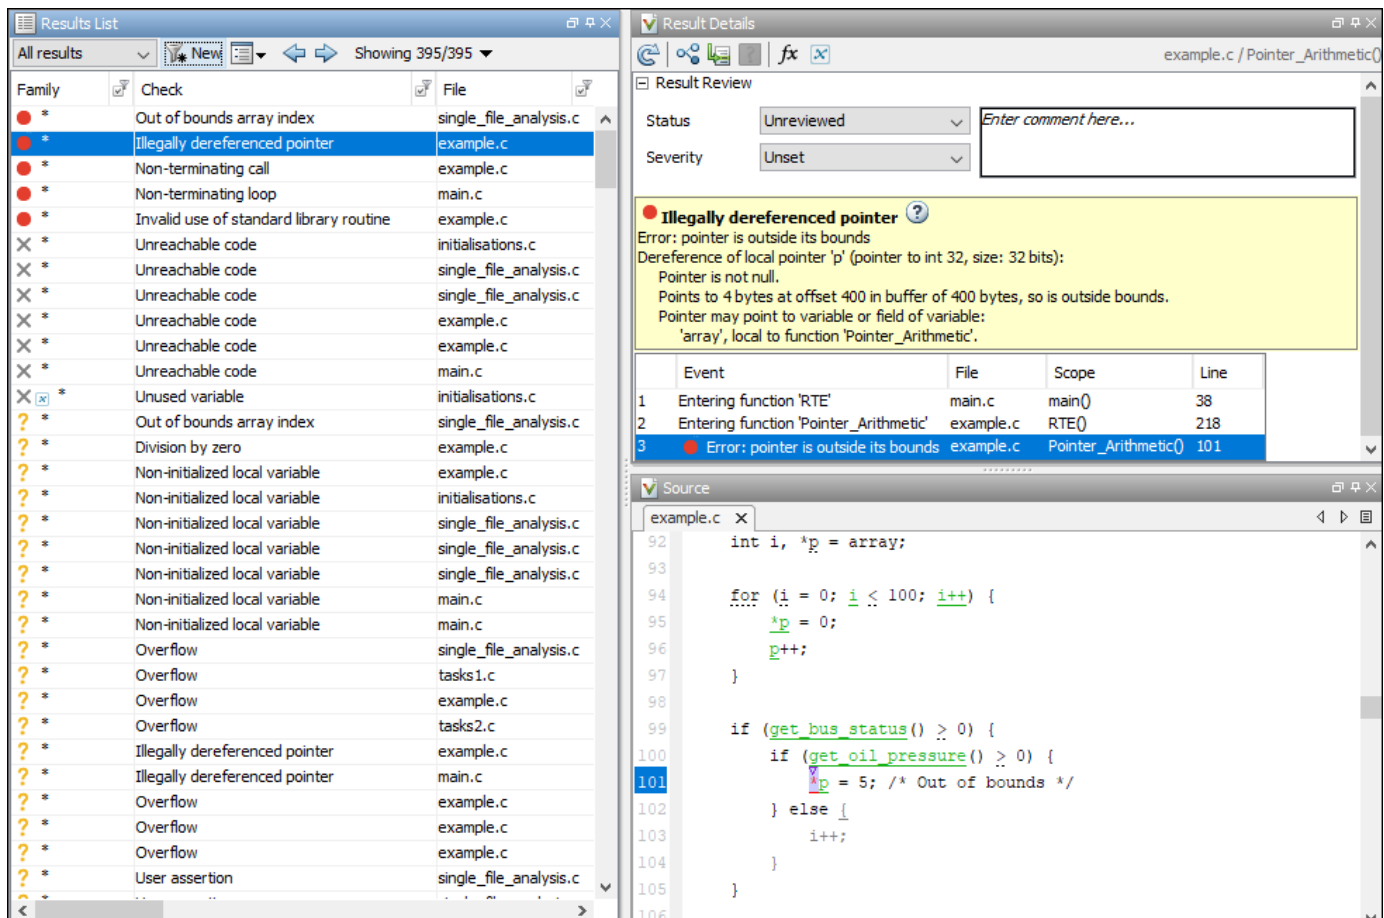 Results List
All results New Showing 395/395
Family Check File
* Out of bounds array index single_file_analysis.c
* Illegally dereferenced pointer example.c
* Non-terminating call example.c
* Non-terminating loop main.c
* Invalid use of standard library routine example.c
* Unreachable code initialisations.c
* Unreachable code single_file_analysis.c
* Unreachable code single_file_analysis.c
* Unreachable code example.c
* Unreachable code example.c
* Unreachable code main.c
x * Unused variable initialisations.c
? * Out of bounds array index single_file_analysis.c
? * Division by zero example.c
? * Non-initialized local variable example.c
? * Non-initialized local variable initialisations.c
? * Non-initialized local variable single_file_analysis.c
? * Non-initialized local variable single_file_analysis.c
? * Non-initialized local variable single_file_analysis.c
? * Non-initialized local variable main.c
? * Non-initialized local variable main.c
? * Overflow single_file_analysis.c
? * Overflow tasks1.c
? * Overflow example.c
? * Overflow tasks2.c
? * Illegally dereferenced pointer example.c
? * Illegally dereferenced pointer main.c
? * Overflow example.c
? * Overflow example.c
? * Overflow example.c
? * User assertion single_file_analysis.c
Result Details
? fx x example.c / Pointer_Arithmetic()
Result Review
Status Unreviewed Enter comment here...
Severity Unset
Illegally dereferenced pointer ?
Error: pointer is outside its bounds
Dereference of local pointer 'p' (pointer to int 32, size: 32 bits):
Pointer is not null.
Points to 4 bytes at offset 400 in buffer of 400 bytes, so is outside bounds.
Pointer may point to variable or field of variable:
'array', local to function 'Pointer_Arithmetic'.
Event File Scope Line
1 Entering function 'RTE' main.c main() 38
2 Entering function 'Pointer_Arithmetic' example.c RTE() 218
3 Error: pointer is outside its bounds example.c Pointer_Arithmetic() 101
Source
example.c
92 int i, *p = array;
93
94 for (i = 0; i < 100; i++) {
95 *p = 0;
96 p++;
97 }
98
99 if (get_bus_status() > 0) {
100 if (get_oil_pressure() > 0) {
101 *p = 5; /* Out of bounds */
102 } else {
103 i++;
104 }
105 }
106